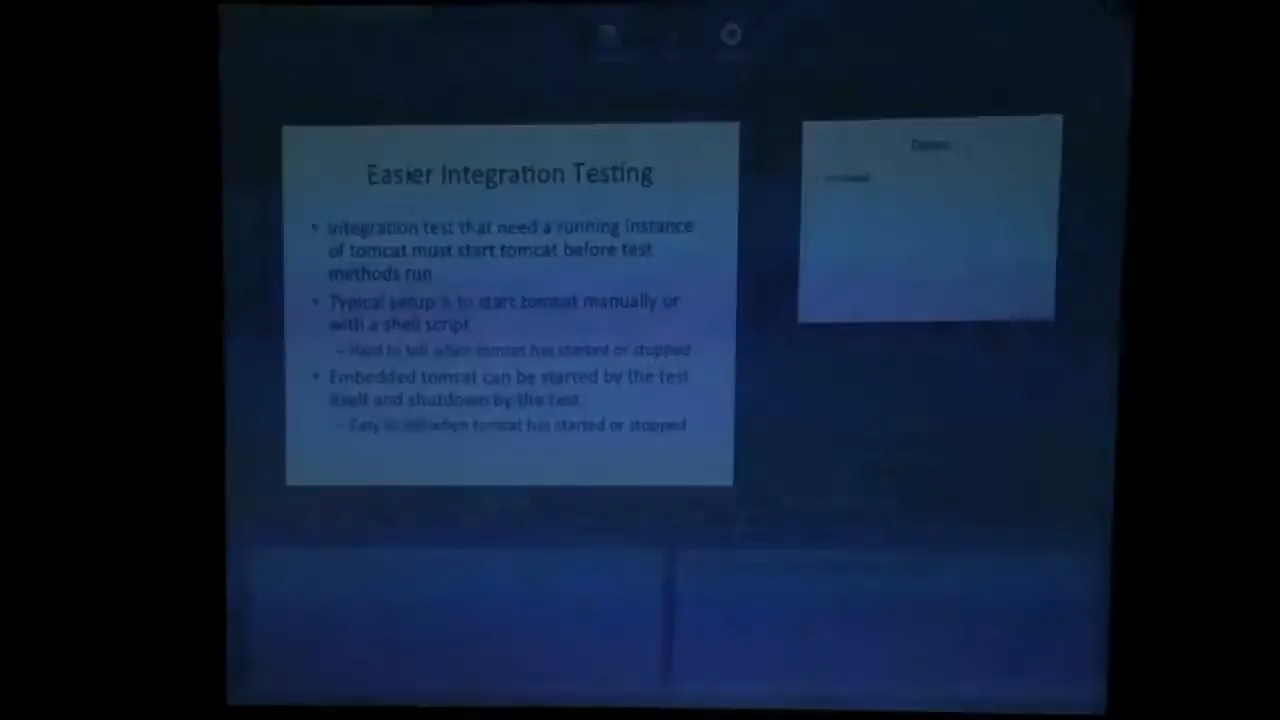 Easier Integration Testing
• Integration test that need a running instance
of tomcat must start tomcat before test
methods run
• Typical setup is to start tomcat manually or
with a shell script
– Hard to tell when tomcat has started or stopped
• Embedded tomcat can be started by the test
itself and shutdown by the test.
– Easy to tell when tomcat has started or stopped